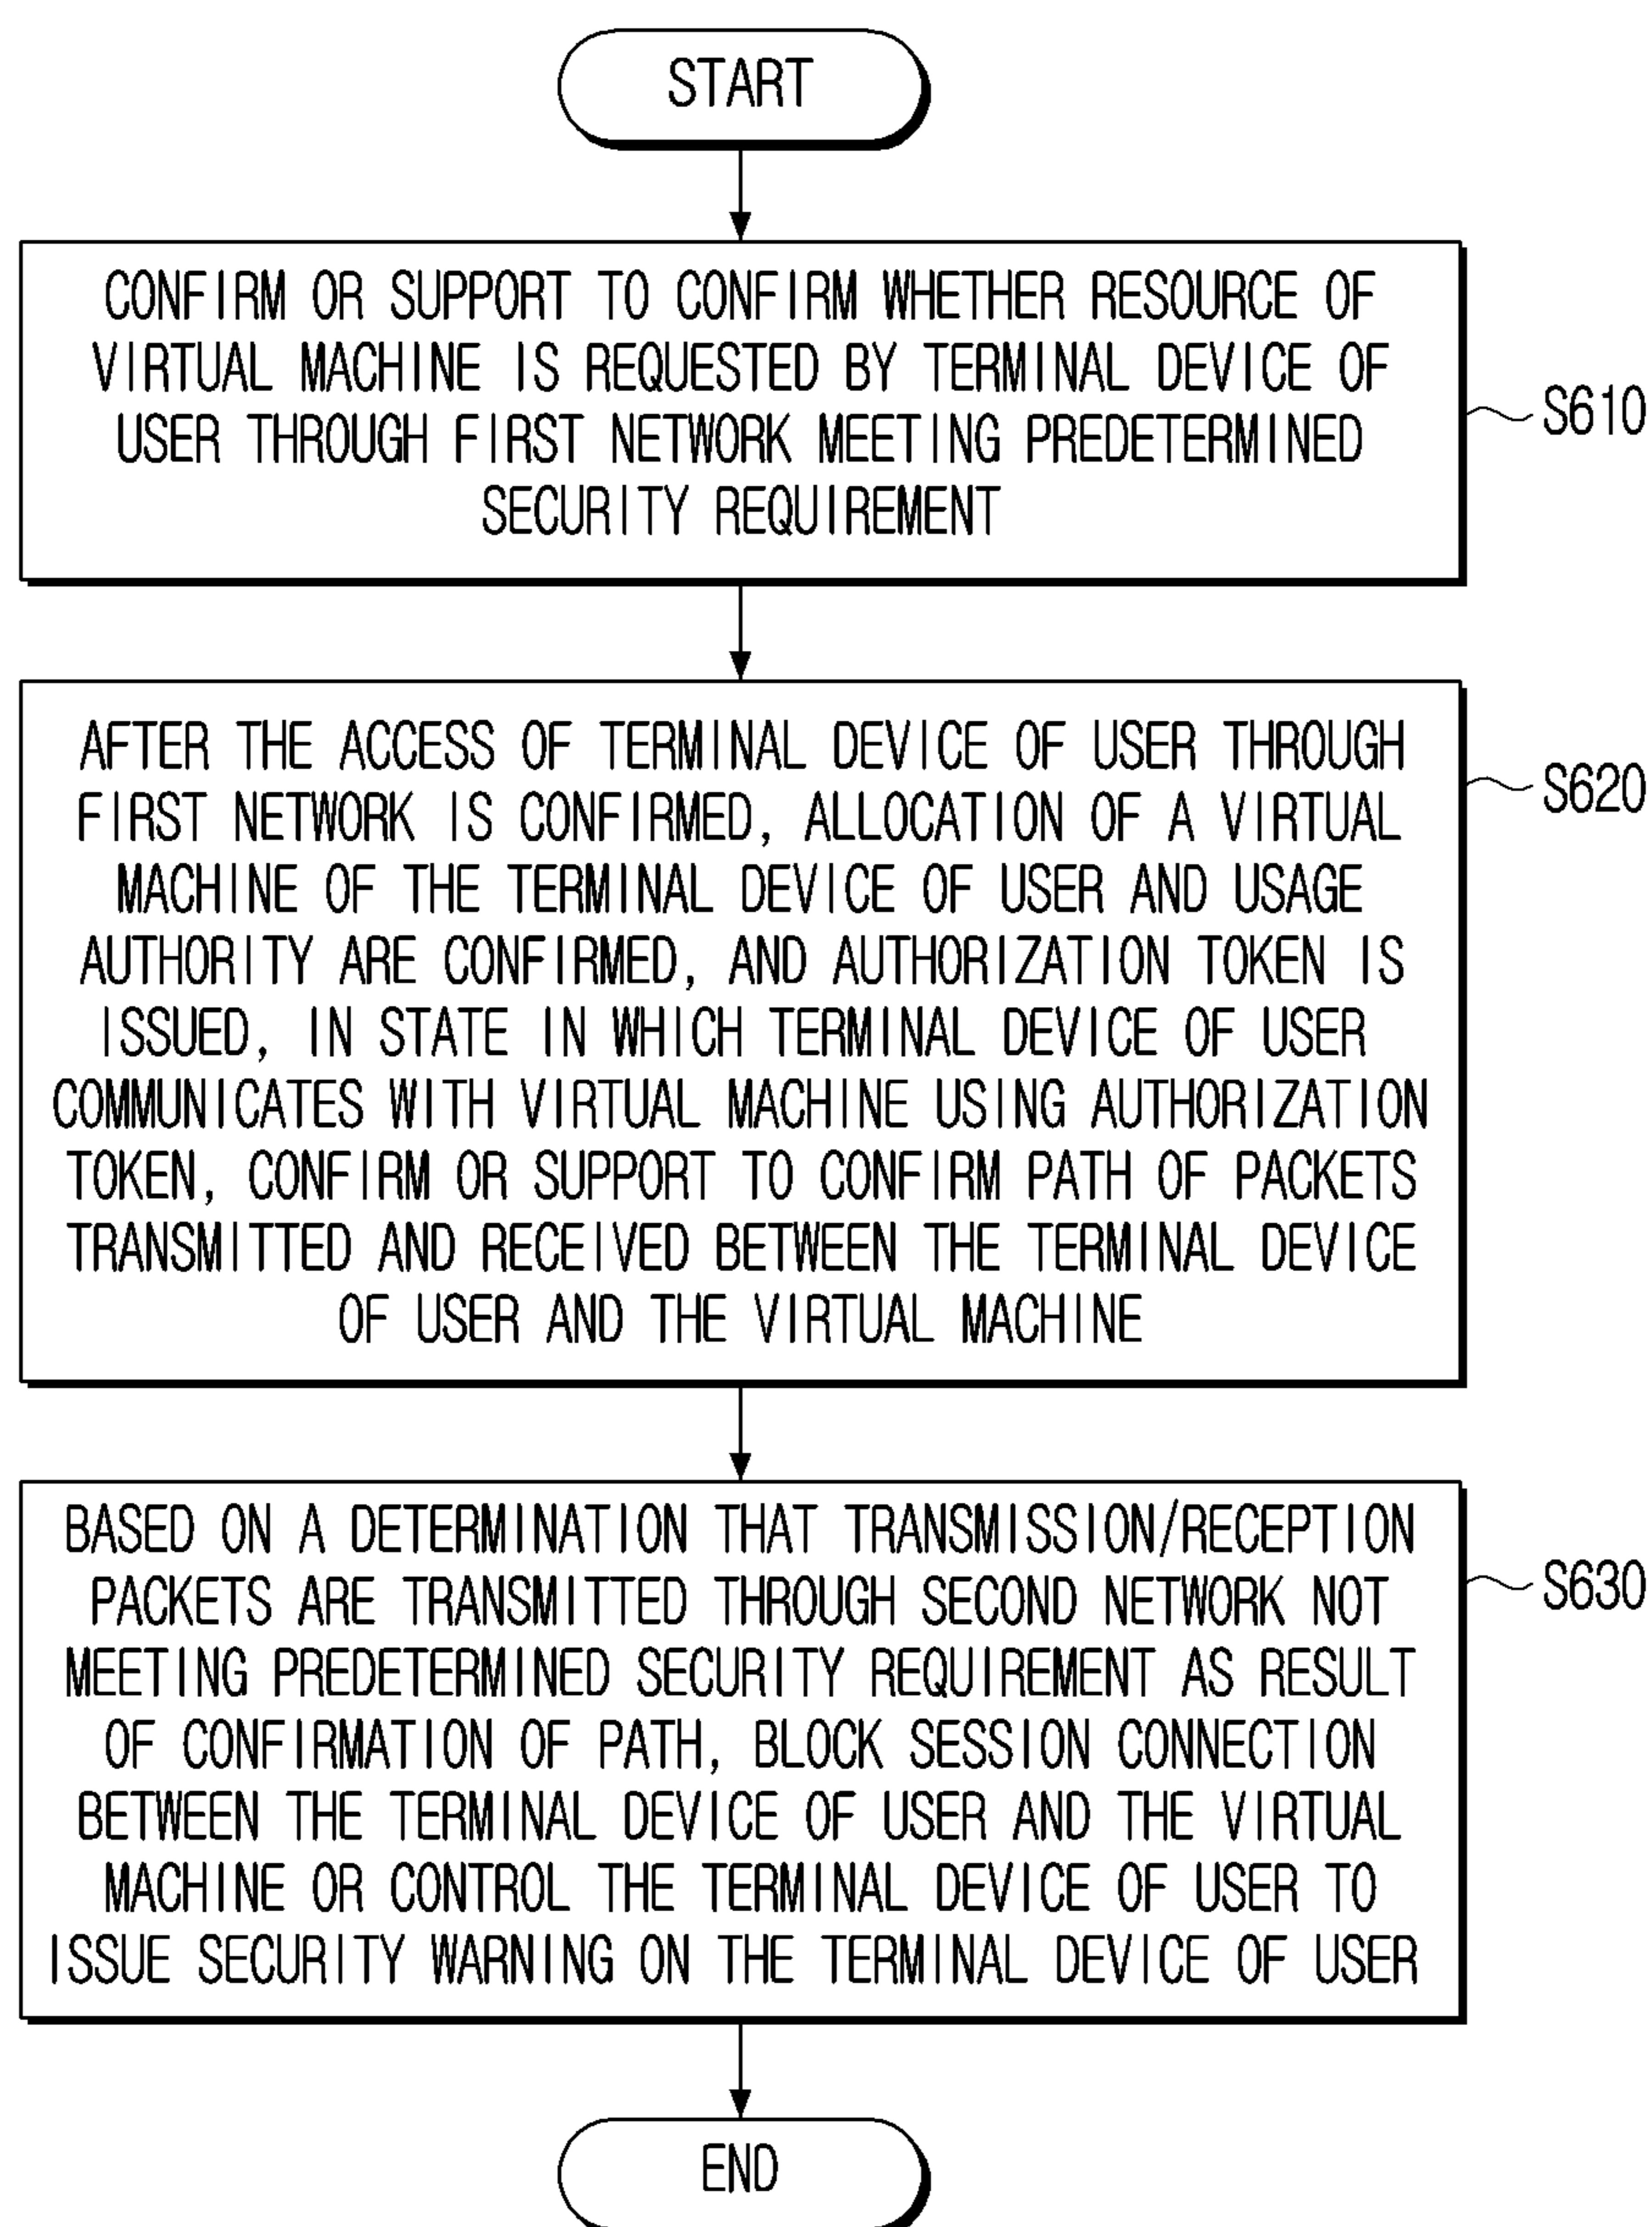 START
CONFIRM OR SUPPORT TO CONFIRM WHETHER RESOURCE OF
VIRTUAL MACHINE IS REQUESTED BY TERMINAL DEVICE OF
USER THROUGH FIRST NETWORK MEETING PREDETERMINED
SECURITY REQUIREMENT
S610
AFTER THE ACCESS OF TERMINAL DEVICE OF USER THROUGH
FIRST NETWORK IS CONFIRMED, ALLOCATION OF A VIRTUAL
MACHINE OF THE TERMINAL DEVICE OF USER AND USAGE
AUTHORITY ARE CONFIRMED, AND AUTHORIZATION TOKEN IS
ISSUED, IN STATE IN WHICH TERMINAL DEVICE OF USER
COMMUNICATES WITH VIRTUAL MACHINE USING AUTHORIZATION
TOKEN, CONFIRM OR SUPPORT TO CONFIRM PATH OF PACKETS
TRANSMITTED AND RECEIVED BETWEEN THE TERMINAL DEVICE
OF USER AND THE VIRTUAL MACHINE
S620
BASED ON A DETERMINATION THAT TRANSMISSION/RECEPTION
PACKETS ARE TRANSMITTED THROUGH SECOND NETWORK NOT
MEETING PREDETERMINED SECURITY REQUIREMENT AS RESULT
OF CONFIRMATION OF PATH, BLOCK SESSION CONNECTION
BETWEEN THE TERMINAL DEVICE OF USER AND THE VIRTUAL
MACHINE OR CONTROL THE TERMINAL DEVICE OF USER TO
ISSUE SECURITY WARNING ON THE TERMINAL DEVICE OF USER
S630
END